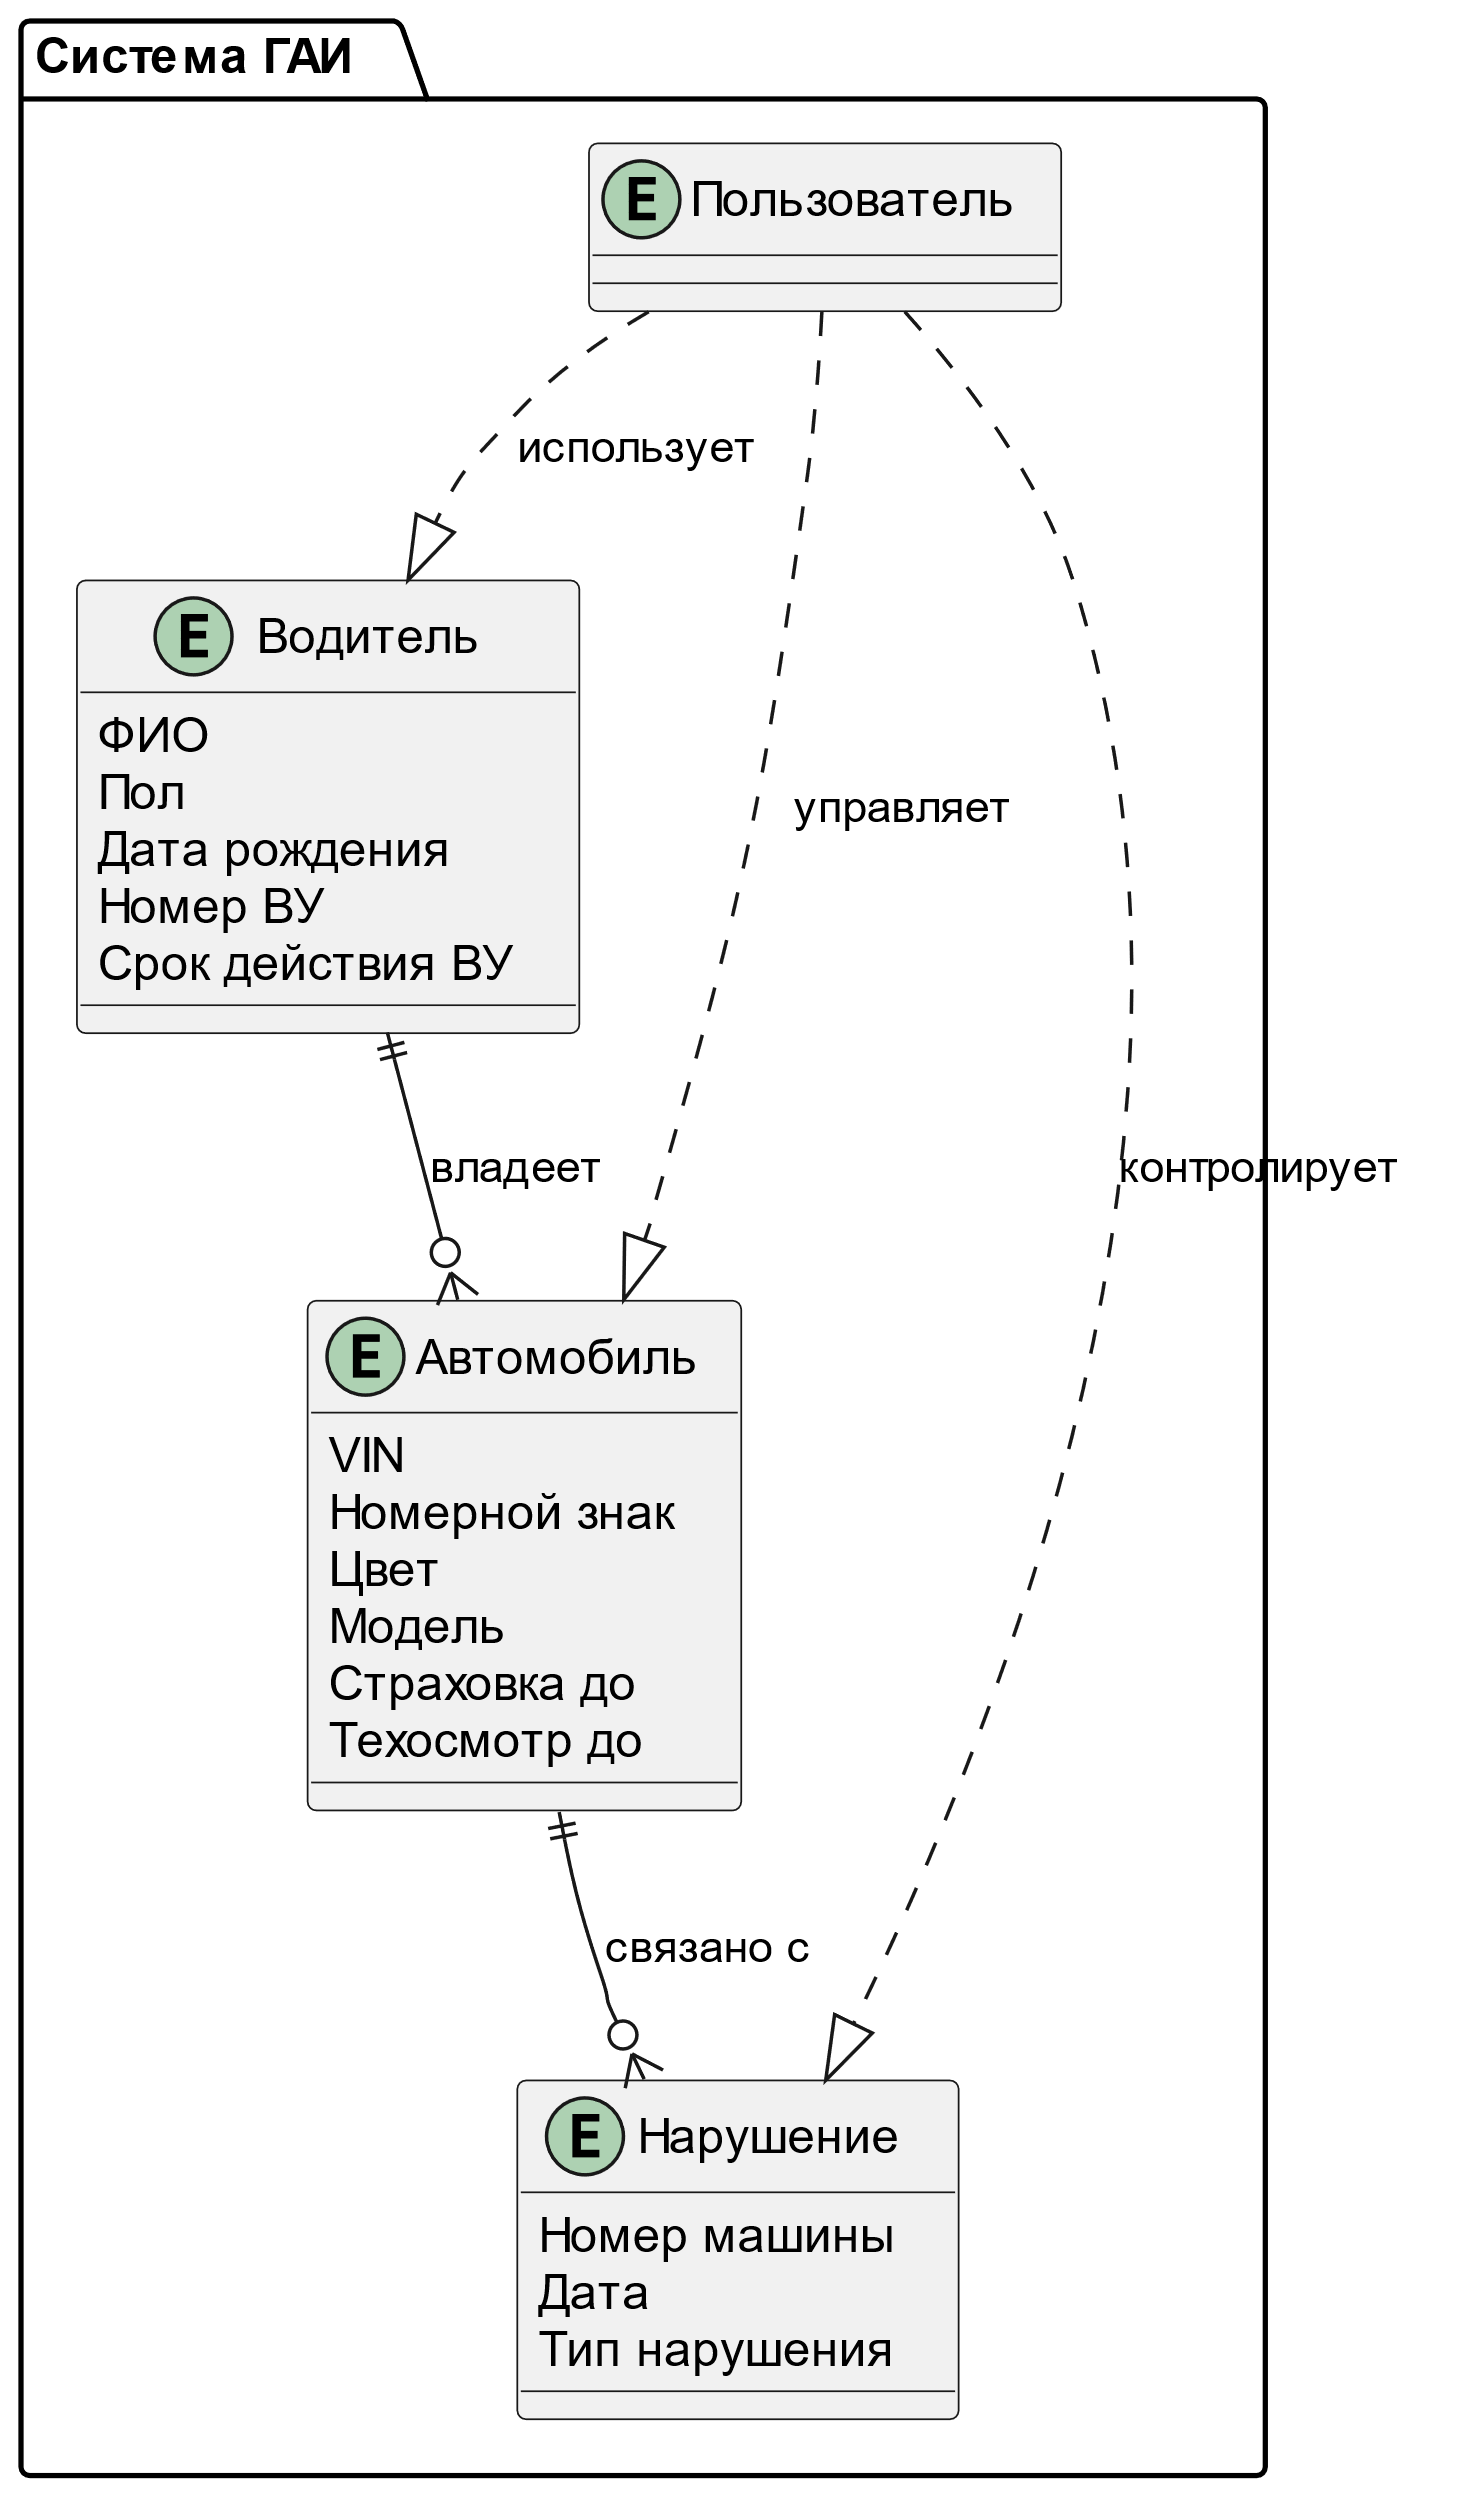 Система ГАИ
E Пользователь
использует
E Водитель
ФИО
Пол
Дата рождения
Номер ВУ
Срок действия ВУ
управляет
владеет
контролирует
E Автомобиль
VIN
Номерной знак
Цвет
Модель
Страховка до
Техосмотр до
связано с
E Нарушение
Номер машины
Дата
Тип нарушения